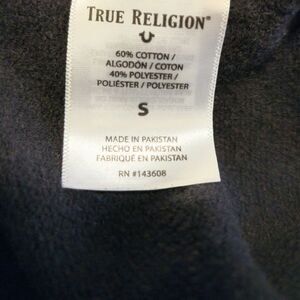 TRUE RELIGION®
60% COTTON /
ALGODÓN / COTON
40% POLYESTER /
POLIÉSTER / POLYESTER
S
MADE IN PAKISTAN
HECHO EN PAKISTAN
FABRIQUÉ EN PAKISTAN
RN #143608